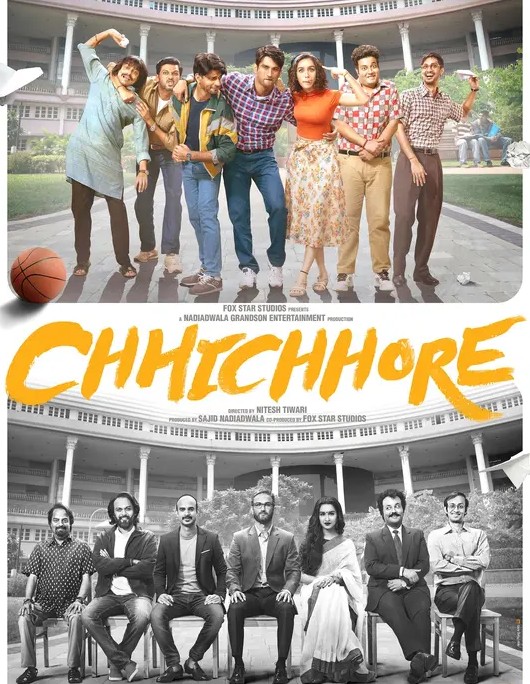 FOX STAR STUDIOS PRESENTS
A NADIADWALA GRANDSON ENTERTAINMENT PRODUCTION
CHHICHHORE
DIRECTED BY NITESH TIWARI
PRODUCED BY SAJID NADIADWALA CO-PRODUCED BY FOX STAR STUDIOS